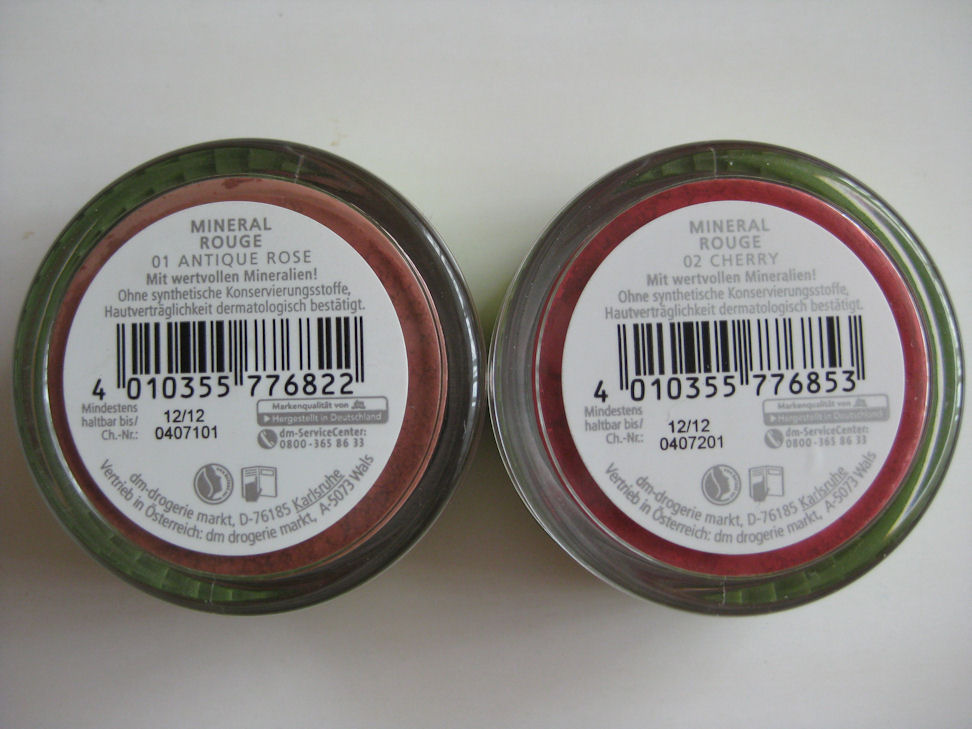 MINERAL
ROUGE
01 ANTIQUE ROSE
Mit wertvollen Mineralien!
Ohne synthetische Konservierungsstoffe,
Hautverträglichkeit dermatologisch bestätigt.
4 010355 776822
Mindestens
haltbar bis/
Ch.-Nr.:
12/12
0407101
Markenqualität von dm
Hergestellt in Deutschland
dm-ServiceCenter:
0800-365 86 33
dm-drogerie markt, D-76185 Karlsruhe
Vertrieb in Österreich: dm drogerie markt, A-5073 Wals
MINERAL
ROUGE
02 CHERRY
Mit wertvollen Mineralien!
Ohne synthetische Konservierungsstoffe,
Hautverträglichkeit dermatologisch bestätigt.
4 010355 776853
Mindestens
haltbar bis/
Ch.-Nr.:
12/12
0407201
Markenqualität von dm
Hergestellt in Deutschland
dm-ServiceCenter:
0800-365 86 33
dm-drogerie markt, D-76185 Karlsruhe
Vertrieb in Österreich: dm drogerie markt, A-5073 Wals